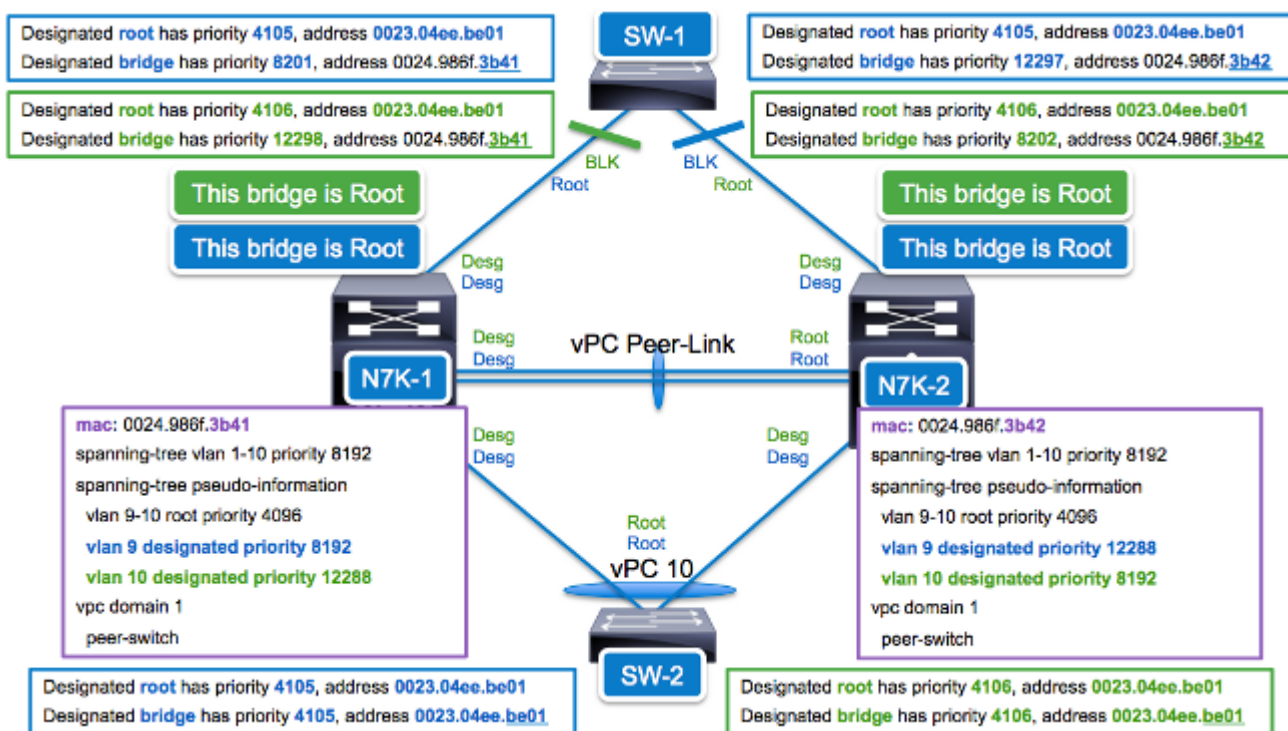 Designated root has priority 4105, address 0023.04ee.be01
Designated bridge has priority 8201, address 0024.986f.3b41
SW-1
Designated root has priority 4105, address 0023.04ee.be01
Designated bridge has priority 12297, address 0024.986f.3b42
Designated root has priority 4106, address 0023.04ee.be01
Designated bridge has priority 12298, address 0024.986f.3b41
Designated root has priority 4106, address 0023.04ee.be01
Designated bridge has priority 8202, address 0024.986f.3b42
BLK
Root
BLK
Root
This bridge is Root
This bridge is Root
This bridge is Root
This bridge is Root
Desg
Desg
Desg
Desg
Desg
Desg
vPC Peer-Link
Root
Root
N7K-1
N7K-2
mac: 0024.986f.3b41
spanning-tree vlan 1-10 priority 8192
spanning-tree pseudo-information
vlan 9-10 root priority 4096
vlan 9 designated priority 8192
vlan 10 designated priority 12288
vpc domain 1
peer-switch
Desg
Desg
Desg
Desg
Root
Root
vPC 10
mac: 0024.986f.3b42
spanning-tree vlan 1-10 priority 8192
spanning-tree pseudo-information
vlan 9-10 root priority 4096
vlan 9 designated priority 12288
vlan 10 designated priority 8192
vpc domain 1
peer-switch
SW-2
Designated root has priority 4105, address 0023.04ee.be01
Designated bridge has priority 4105, address 0023.04ee.be01
Designated root has priority 4106, address 0023.04ee.be01
Designated bridge has priority 4106, address 0023.04ee.be01